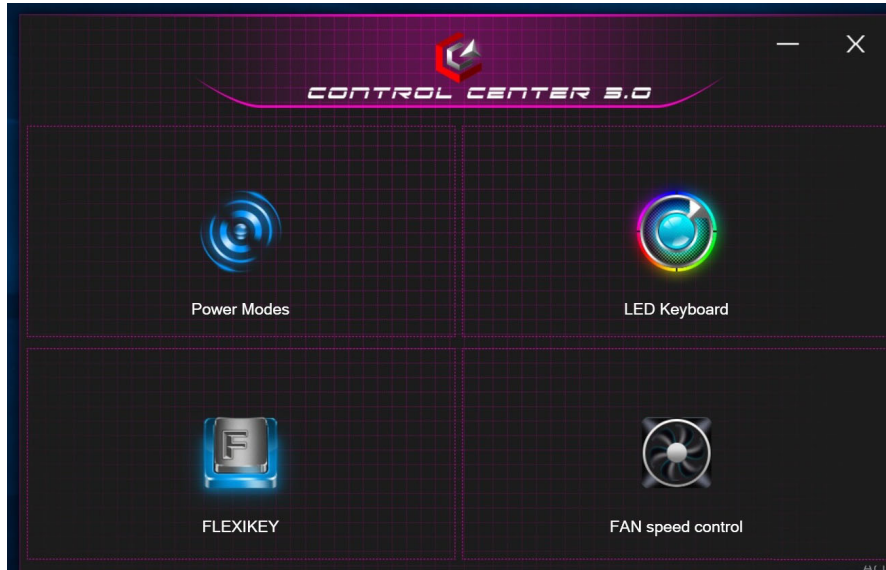 CONTROL CENTER 3.0
Power Modes
LED Keyboard
F
FLEXIKEY
FAN speed control